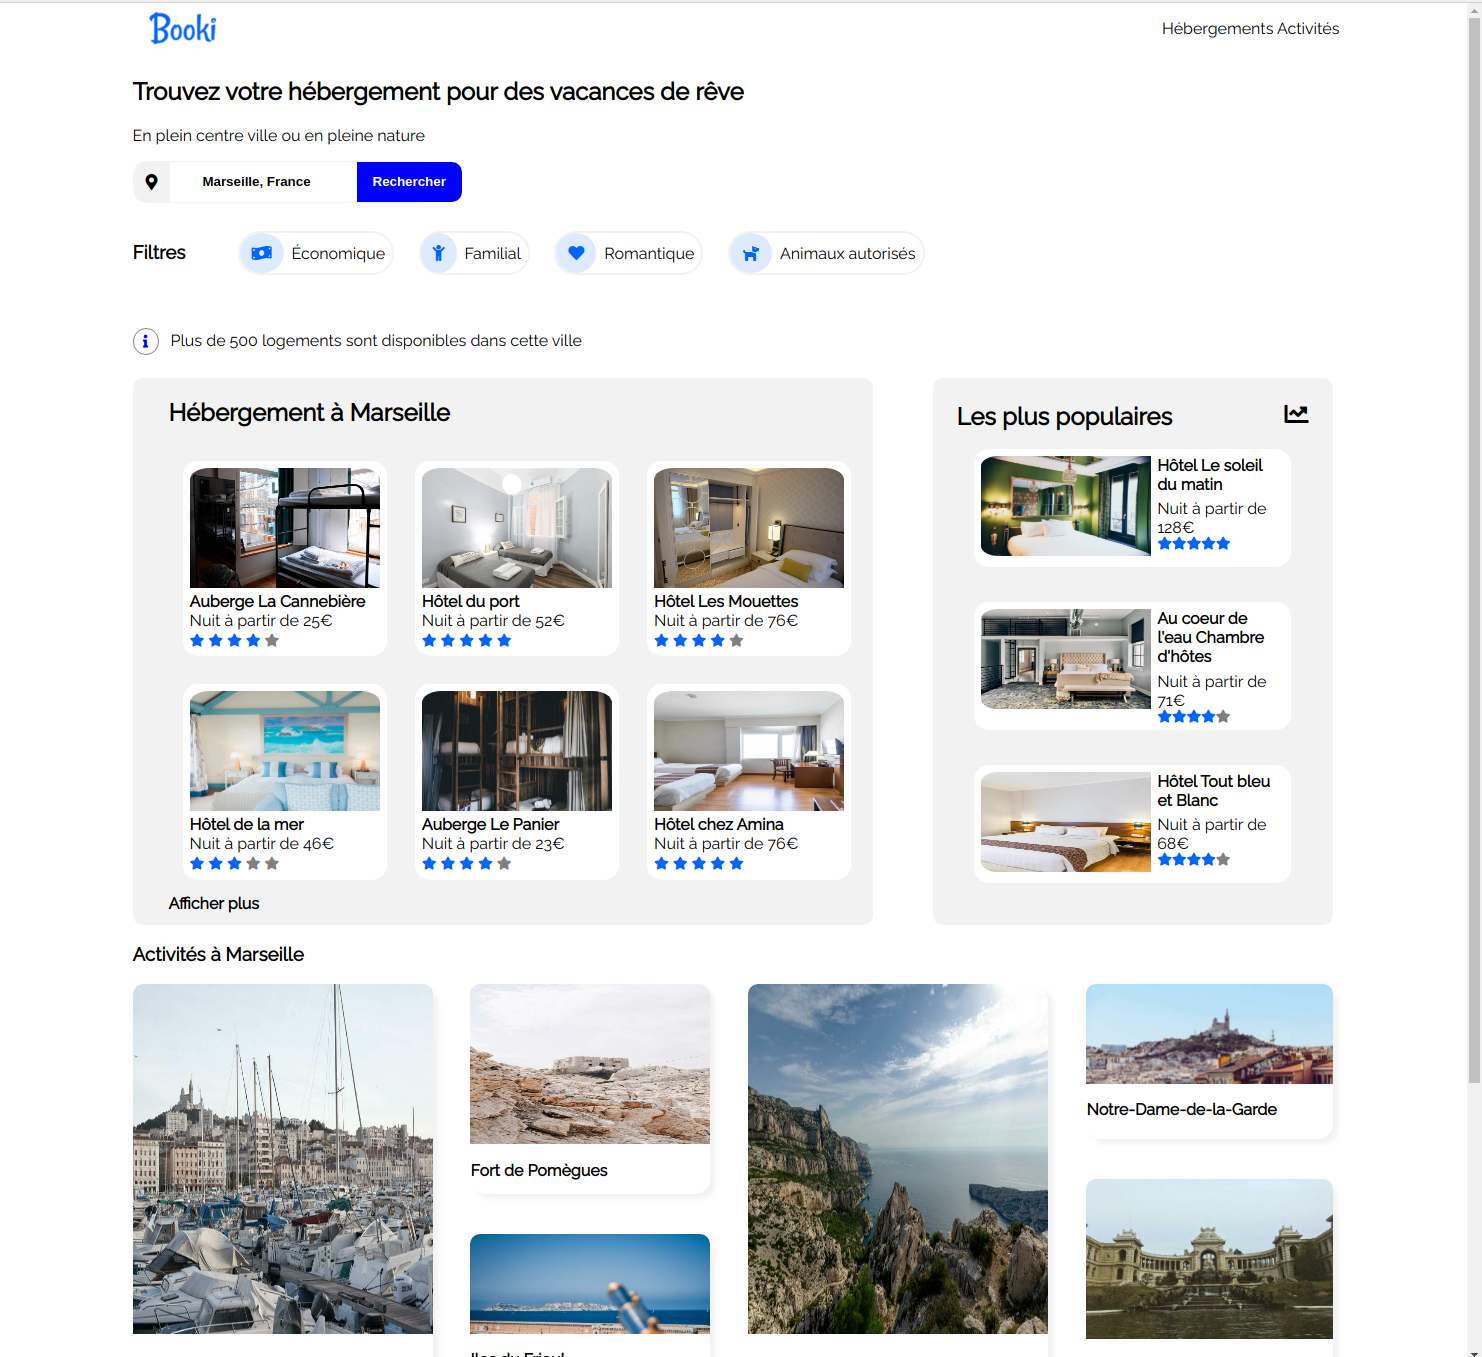 Booki
Hébergements Activités
Trouvez votre hébergement pour des vacances de rêve
En plein centre ville ou en pleine nature
Marseille, France
Rechercher
Filtres
Économique
Familial
Romantique
Animaux autorisés
Plus de 500 logements sont disponibles dans cette ville
Hébergement à Marseille
Auberge La Cannebière
Nuit à partir de 25€
Hôtel du port
Nuit à partir de 52€
Hôtel Les Mouettes
Nuit à partir de 76€
Hôtel de la mer
Nuit à partir de 46€
Auberge Le Panier
Nuit à partir de 23€
Hôtel chez Amina
Nuit à partir de 76€
Afficher plus
Les plus populaires
Hôtel Le soleil
du matin
Nuit à partir de
128€
Au coeur de
l'eau Chambre
d'hôtes
Nuit à partir de
71€
Hôtel Tout bleu
et Blanc
Nuit à partir de
68€
Activités à Marseille
Fort de Pomègues
Notre-Dame-de-la-Garde
Iles du Frioul